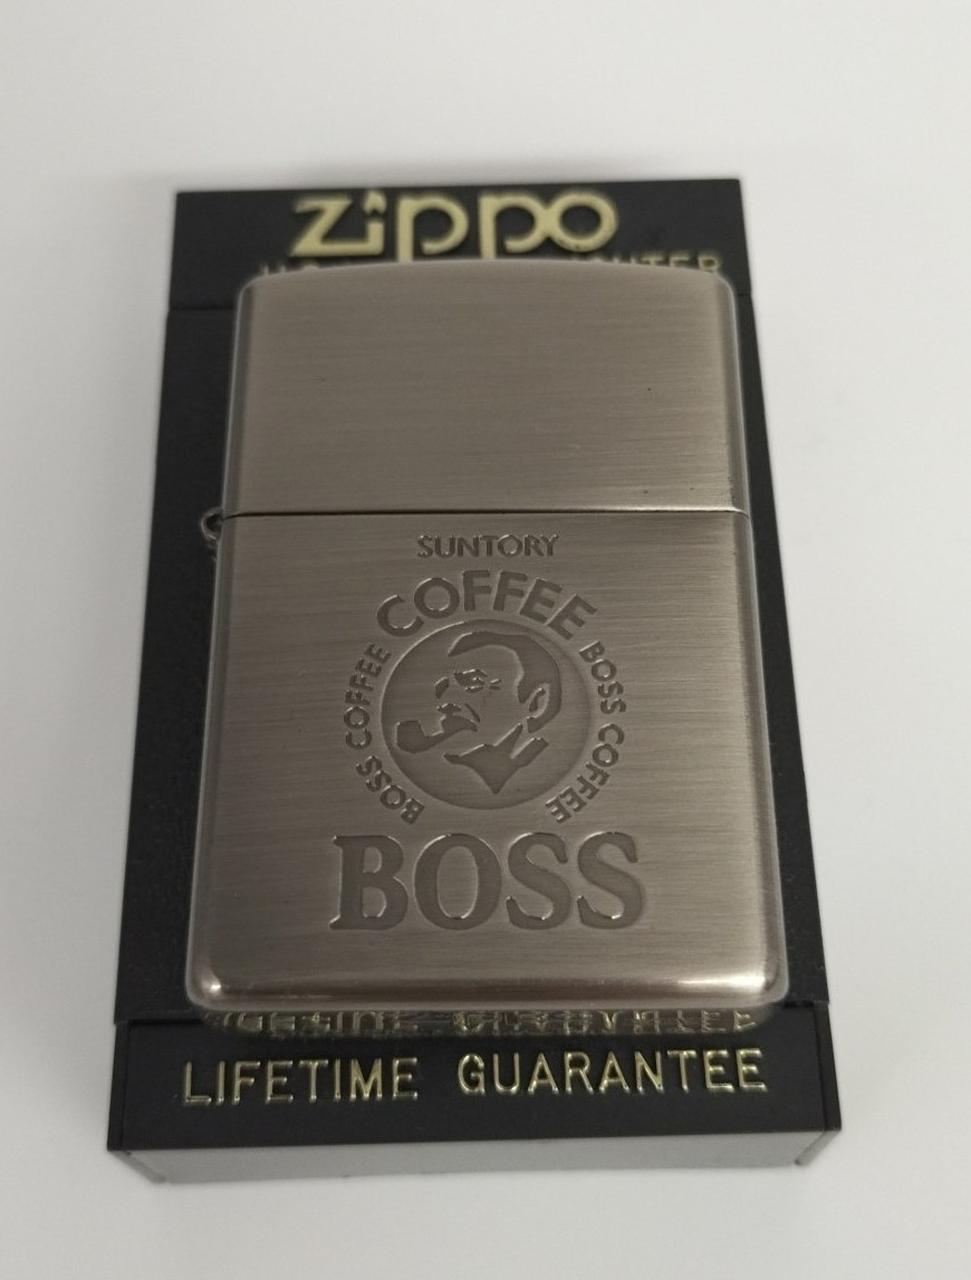 Zippo
SUNTORY
COFFEE
BOSS COFFEE
BOSS COFFEE
BOSS
LIFETIME GUARANTEE